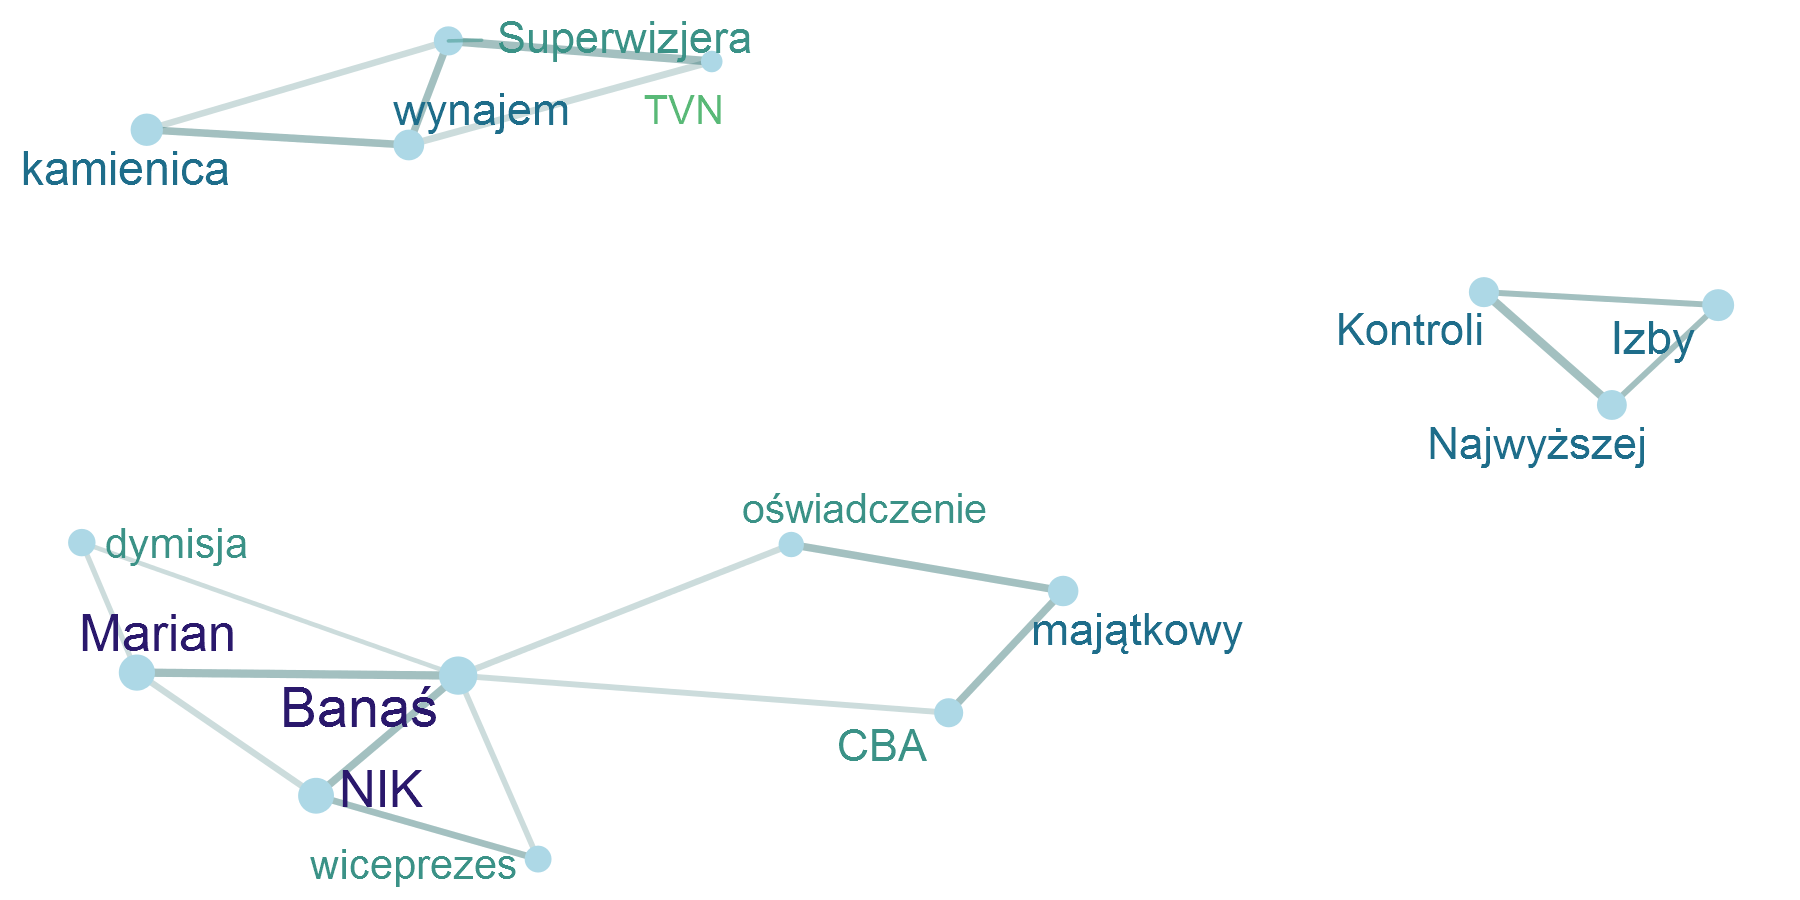 Superwizjera
wynajem
TVN
kamienica
Kontroli
Izby
Najwyższej
oświadczenie
dymisja
Marian
majątkowy
Banaś
CBA
NIK
wiceprezes